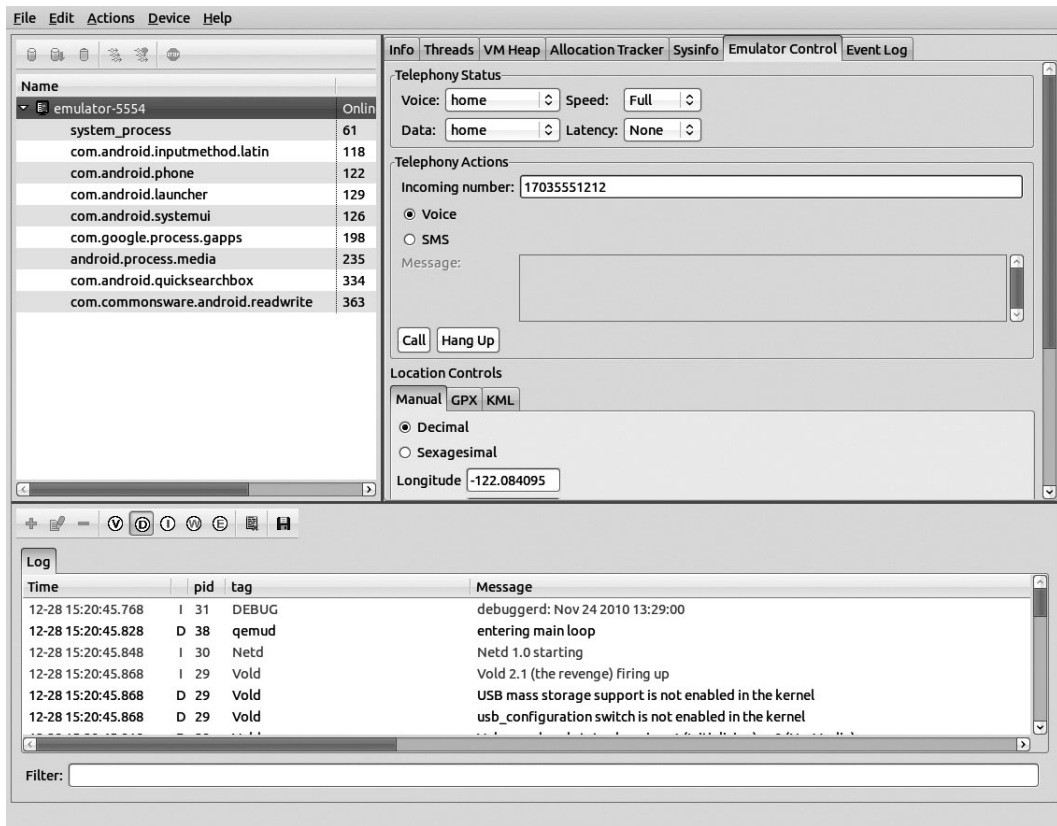 File Edit Actions Device Help
Name
emulator-5554 Onlin
system_process 61
com.android.inputmethod.latin 118
com.android.phone 122
com.android.launcher 129
com.android.systemui 126
com.google.process.gapps 198
android.process.media 235
com.android.quicksearchbox 334
com.commonsware.android.readwrite 363
Info Threads VM Heap Allocation Tracker Sysinfo Emulator Control Event Log
Telephony Status
Voice: home Speed: Full
Data: home Latency: None
Telephony Actions
Incoming number: 17035551212
Voice
SMS
Message:
Call Hang Up
Location Controls
Manual GPX KML
Decimal
Sexagesimal
Longitude -122.084095
V D I W E
Log
Time pid tag Message
12-28 15:20:45.768 I 31 DEBUG debuggerd: Nov 24 2010 13:29:00
12-28 15:20:45.828 D 38 qemud entering main loop
12-28 15:20:45.848 I 30 Netd Netd 1.0 starting
12-28 15:20:45.868 I 29 Vold Vold 2.1 (the revenge) firing up
12-28 15:20:45.868 D 29 Vold USB mass storage support is not enabled in the kernel
12-28 15:20:45.868 D 29 Vold usb_configuration switch is not enabled in the kernel
Filter: